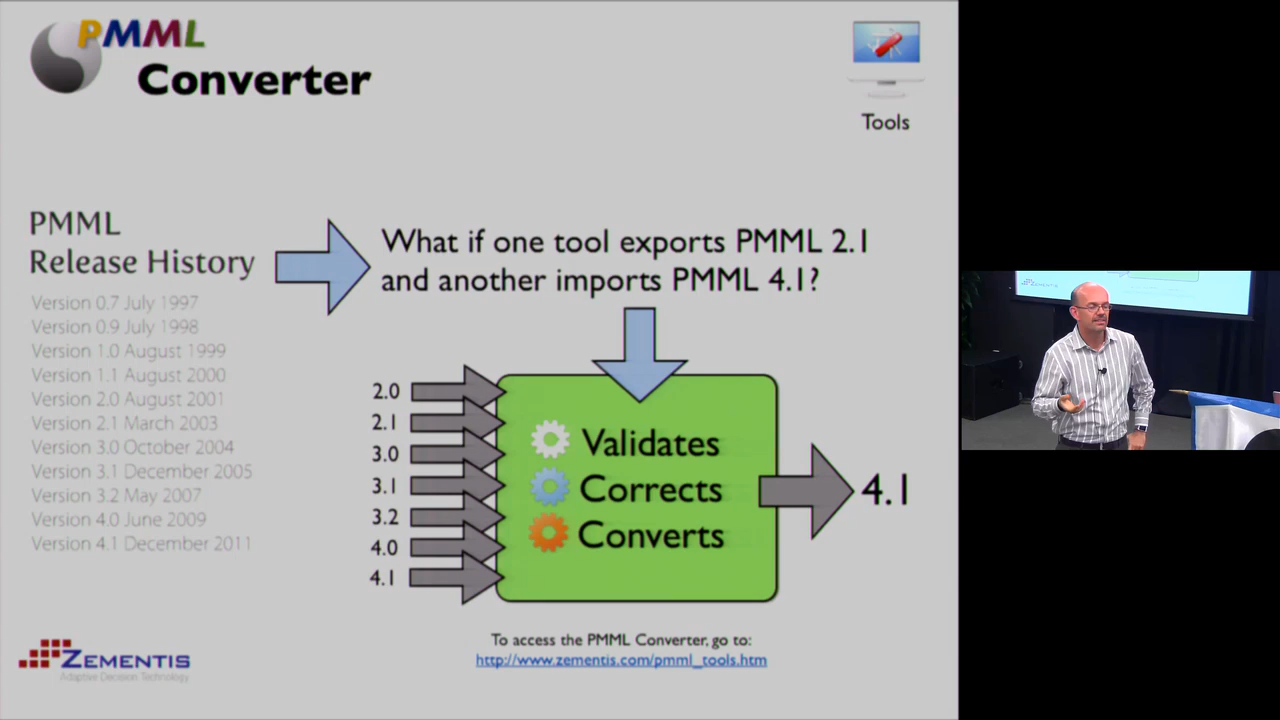 PMML
Converter
Tools
PMML
Release History
Version 0.7 July 1997
Version 0.9 July 1998
Version 1.0 August 1999
Version 1.1 August 2000
Version 2.0 August 2001
Version 2.1 March 2003
Version 3.0 October 2004
Version 3.1 December 2005
Version 3.2 May 2007
Version 4.0 June 2009
Version 4.1 December 2011
What if one tool exports PMML 2.1
and another imports PMML 4.1?
2.0
2.1
3.0
3.1
3.2
4.0
4.1
Validates
Corrects
Converts
4.1
To access the PMML Converter, go to:
http://www.zementis.com/pmml_tools.htm
ZEMENTIS
Adaptive Decision Technology
ZEMENTIS